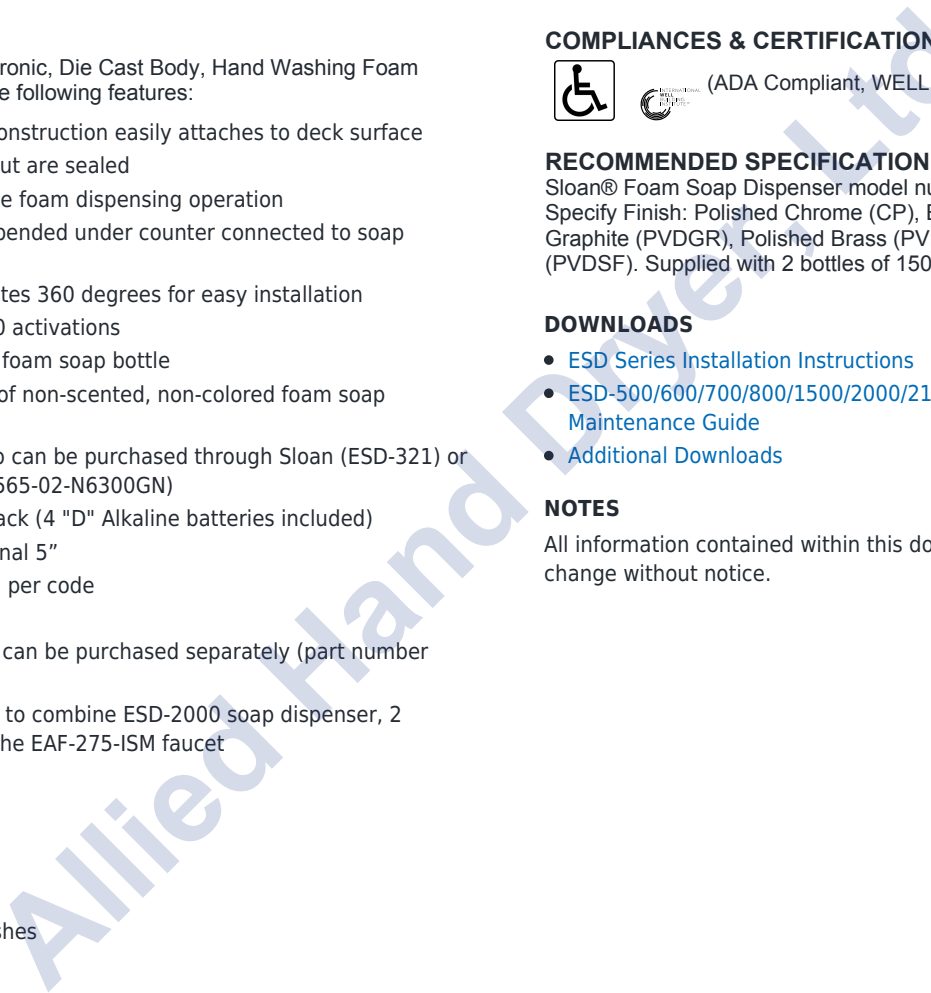 ronic, Die Cast Body, Hand Washing Foam
e following features:
onstruction easily attaches to deck surface
ut are sealed
e foam dispensing operation
pended under counter connected to soap
tes 360 degrees for easy installation
0 activations
foam soap bottle
of non-scented, non-colored foam soap
o can be purchased through Sloan (ESD-321) or
565-02-N6300GN)
ack (4 "D" Alkaline batteries included)
nal 5”
per code
can be purchased separately (part number
to combine ESD-2000 soap dispenser, 2
he EAF-275-ISM faucet
shes
COMPLIANCES & CERTIFICATION
INTERNATIONAL
WELL
BUILDING
INSTITUTE™
(ADA Compliant, WELL
RECOMMENDED SPECIFICATION
Sloan® Foam Soap Dispenser model nu
Specify Finish: Polished Chrome (CP), B
Graphite (PVDGR), Polished Brass (PV
(PVDSF). Supplied with 2 bottles of 150
DOWNLOADS
• ESD Series Installation Instructions
• ESD-500/600/700/800/1500/2000/21
Maintenance Guide
• Additional Downloads
NOTES
All information contained within this do
change without notice.
Allied Hand Dryer, Ltd